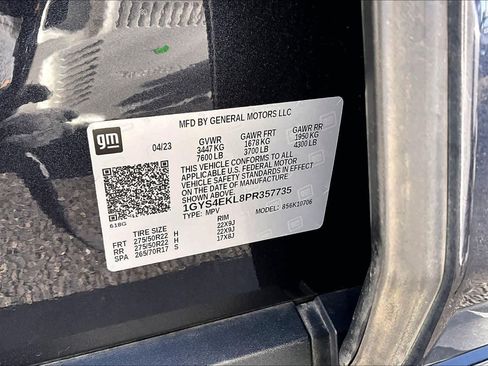 MFD BY GENERAL MOTORS LLC
gm
04/23 GVWR GAWR FRT GAWR RR
3447 KG 1678 KG 1950 KG
7600 LB 3700 LB 4300 LB
THIS VEHICLE CONFORMS TO ALL
APPLICABLE U.S. FEDERAL MOTOR
VEHICLE SAFETY STANDARDS IN EFFECT
ON THE DATE OF MANUFACTURE
SHOWN ABOVE.
1GYS4EKL8PR357735
TYPE: MPV MODEL: 856K10706
B18G
TIRE SIZE RIM
FRT 275/50R22 H 22X9J
RR 275/50R22 H 22X9J
SPA 265/70R17 S 17X8J